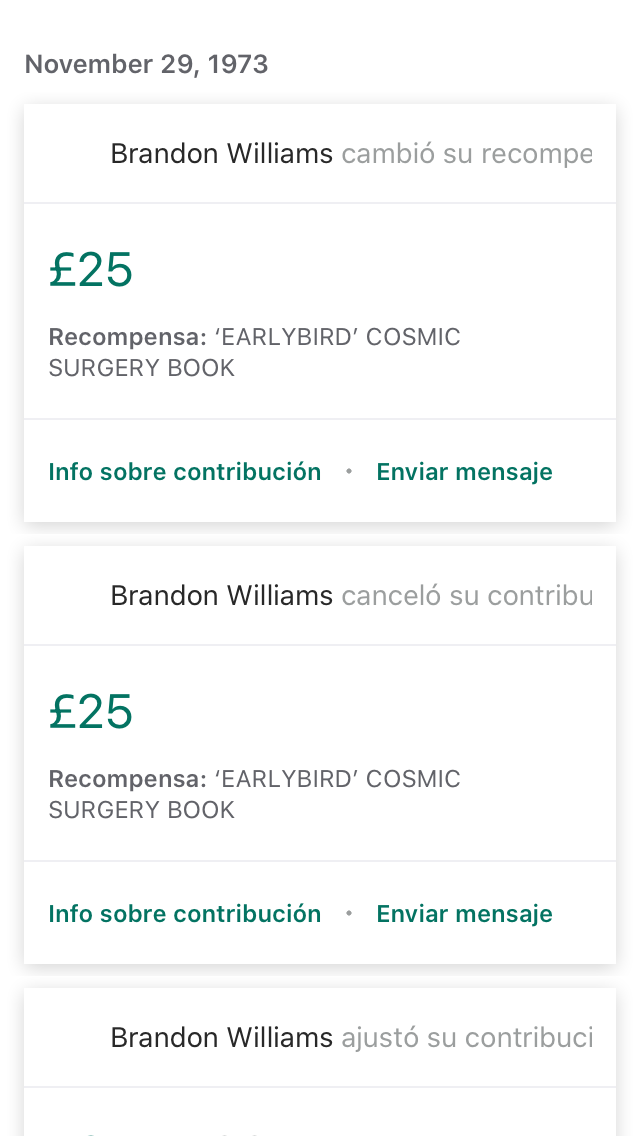 November 29, 1973
Brandon Williams cambió su recompe
£25
Recompensa: ‘EARLYBIRD’ COSMIC
SURGERY BOOK
Info sobre contribución • Enviar mensaje
Brandon Williams canceló su contribu
£25
Recompensa: ‘EARLYBIRD’ COSMIC
SURGERY BOOK
Info sobre contribución • Enviar mensaje
Brandon Williams ajustó su contribuci